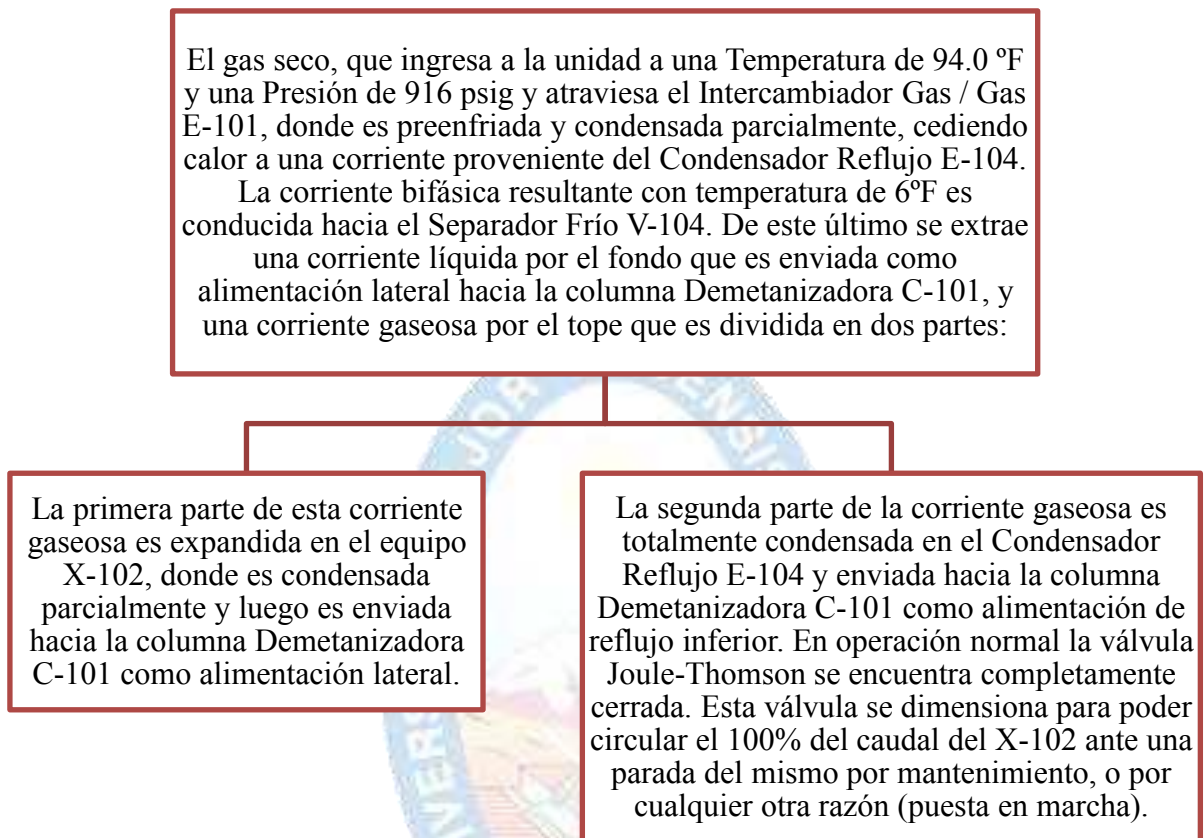 El gas seco, que ingresa a la unidad a una Temperatura de 94.0 ºF
y una Presión de 916 psig y atraviesa el Intercambiador Gas / Gas
E-101, donde es preenfriada y condensada parcialmente, cediendo
calor a una corriente proveniente del Condensador Reflujo E-104.
La corriente bifásica resultante con temperatura de 6ºF es
conducida hacia el Separador Frío V-104. De este último se extrae
una corriente líquida por el fondo que es enviada como
alimentación lateral hacia la columna Demetanizadora C-101, y
una corriente gaseosa por el tope que es dividida en dos partes:
La primera parte de esta corriente
gaseosa es expandida en el equipo
X-102, donde es condensada
parcialmente y luego es enviada
hacia la columna Demetanizadora
C-101 como alimentación lateral.
La segunda parte de la corriente gaseosa es
totalmente condensada en el Condensador
Reflujo E-104 y enviada hacia la columna
Demetanizadora C-101 como alimentación de
reflujo inferior. En operación normal la válvula
Joule-Thomson se encuentra completamente
cerrada. Esta válvula se dimensiona para poder
circular el 100% del caudal del X-102 ante una
parada del mismo por mantenimiento, o por
cualquier otra razón (puesta en marcha).